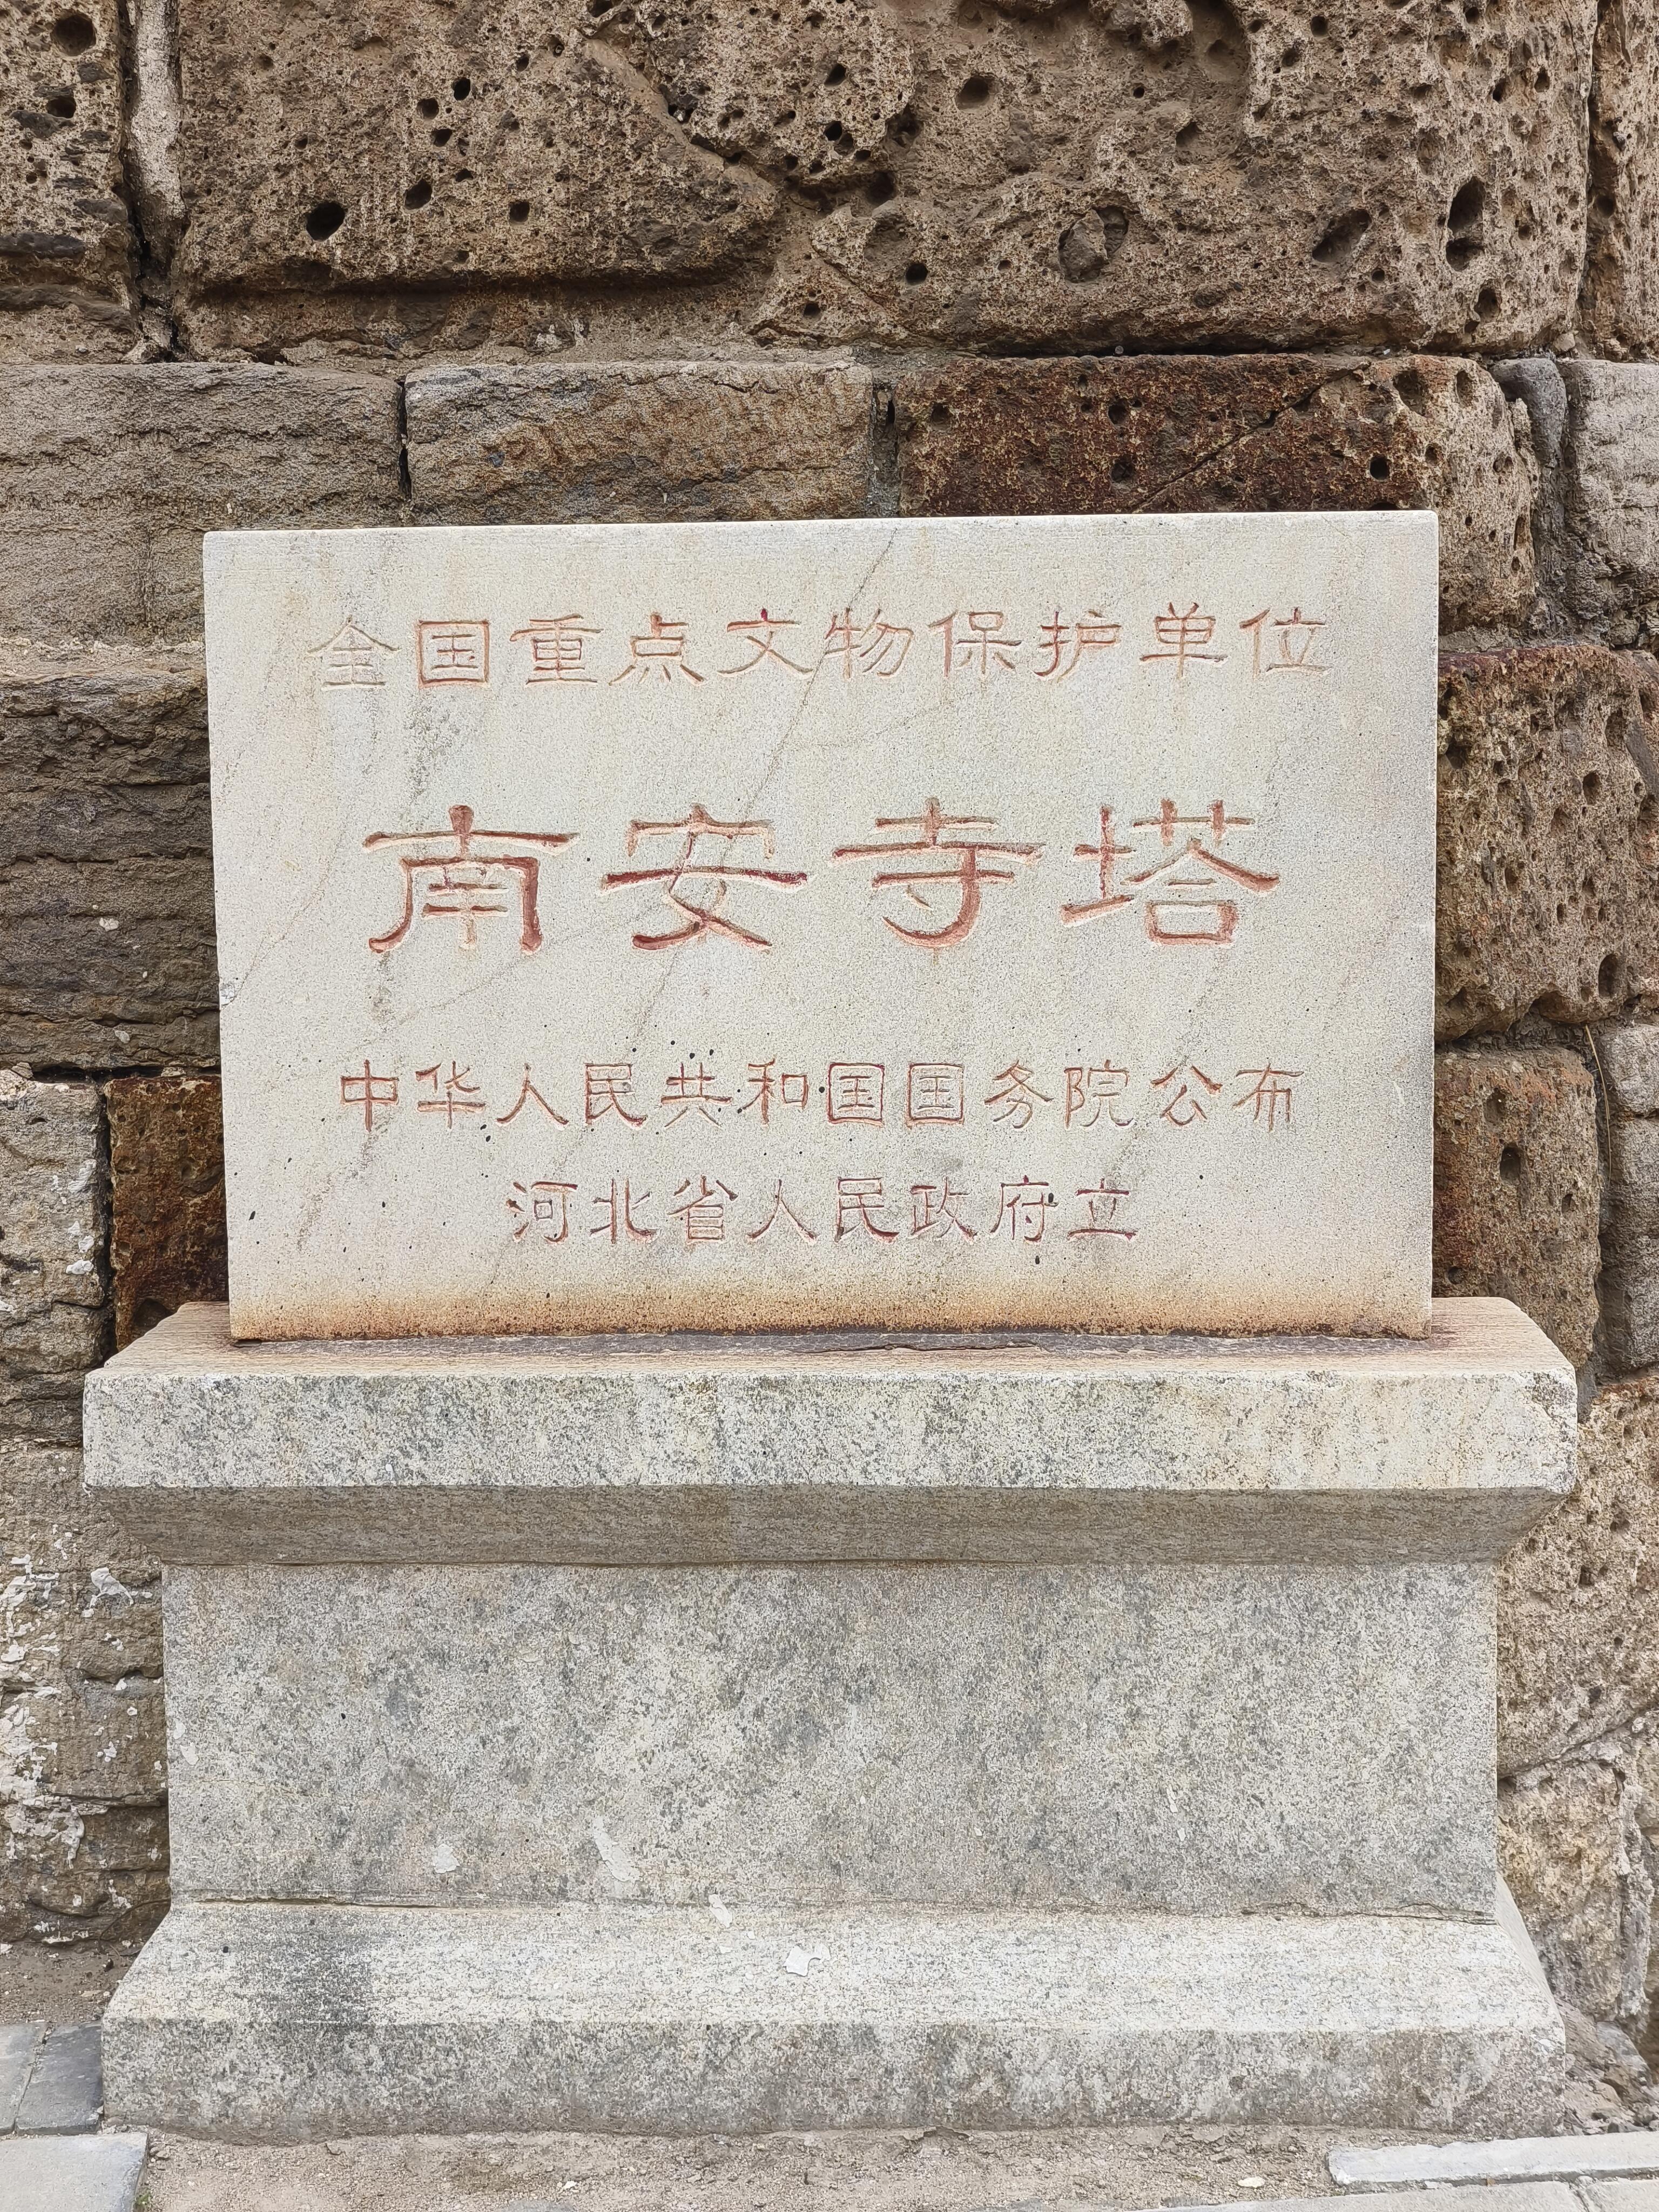 全国重点文物保护单位
南安寺塔
中华人民共和国国务院公布
河北省人民政府立